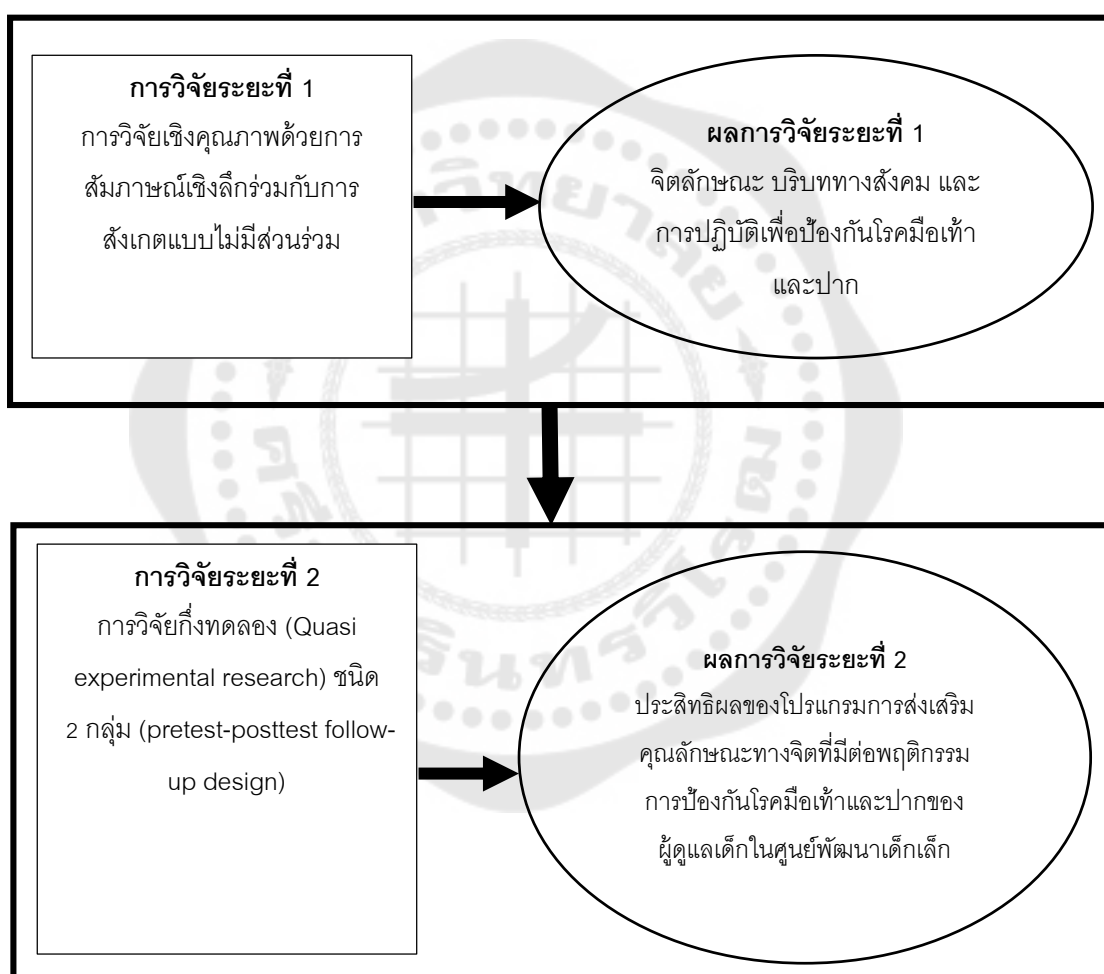 การวิจัยระยะที่ 1
การวิจัยเชิงคุณภาพด้วยการ
สัมภาษณ์เชิงลึกร่วมกับการ
สังเกตแบบไม่มีส่วนร่วม
ผลการวิจัยระยะที่ 1
จิตลักษณะ บริบททางสังคม และ
การปฏิบัติเพื่อป้องกันโรคมือเท้า
และปาก
การวิจัยระยะที่ 2
การวิจัยกึ่งทดลอง (Quasi
experimental research) ชนิด
2 กลุ่ม (pretest-posttest follow-
up design)
ผลการวิจัยระยะที่ 2
ประสิทธิผลของโปรแกรมการส่งเสริม
คุณลักษณะทางจิตที่มีต่อพฤติกรรม
การป้องกันโรคมือเท้าและปากของ
ผู้ดูแลเด็กในศูนย์พัฒนาเด็กเล็ก